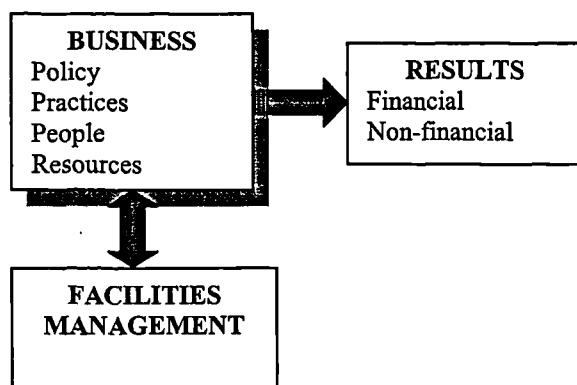 BUSINESS
Policy
Practices
People
Resources
RESULTS
Financial
Non-financial
FACILITIES
MANAGEMENT